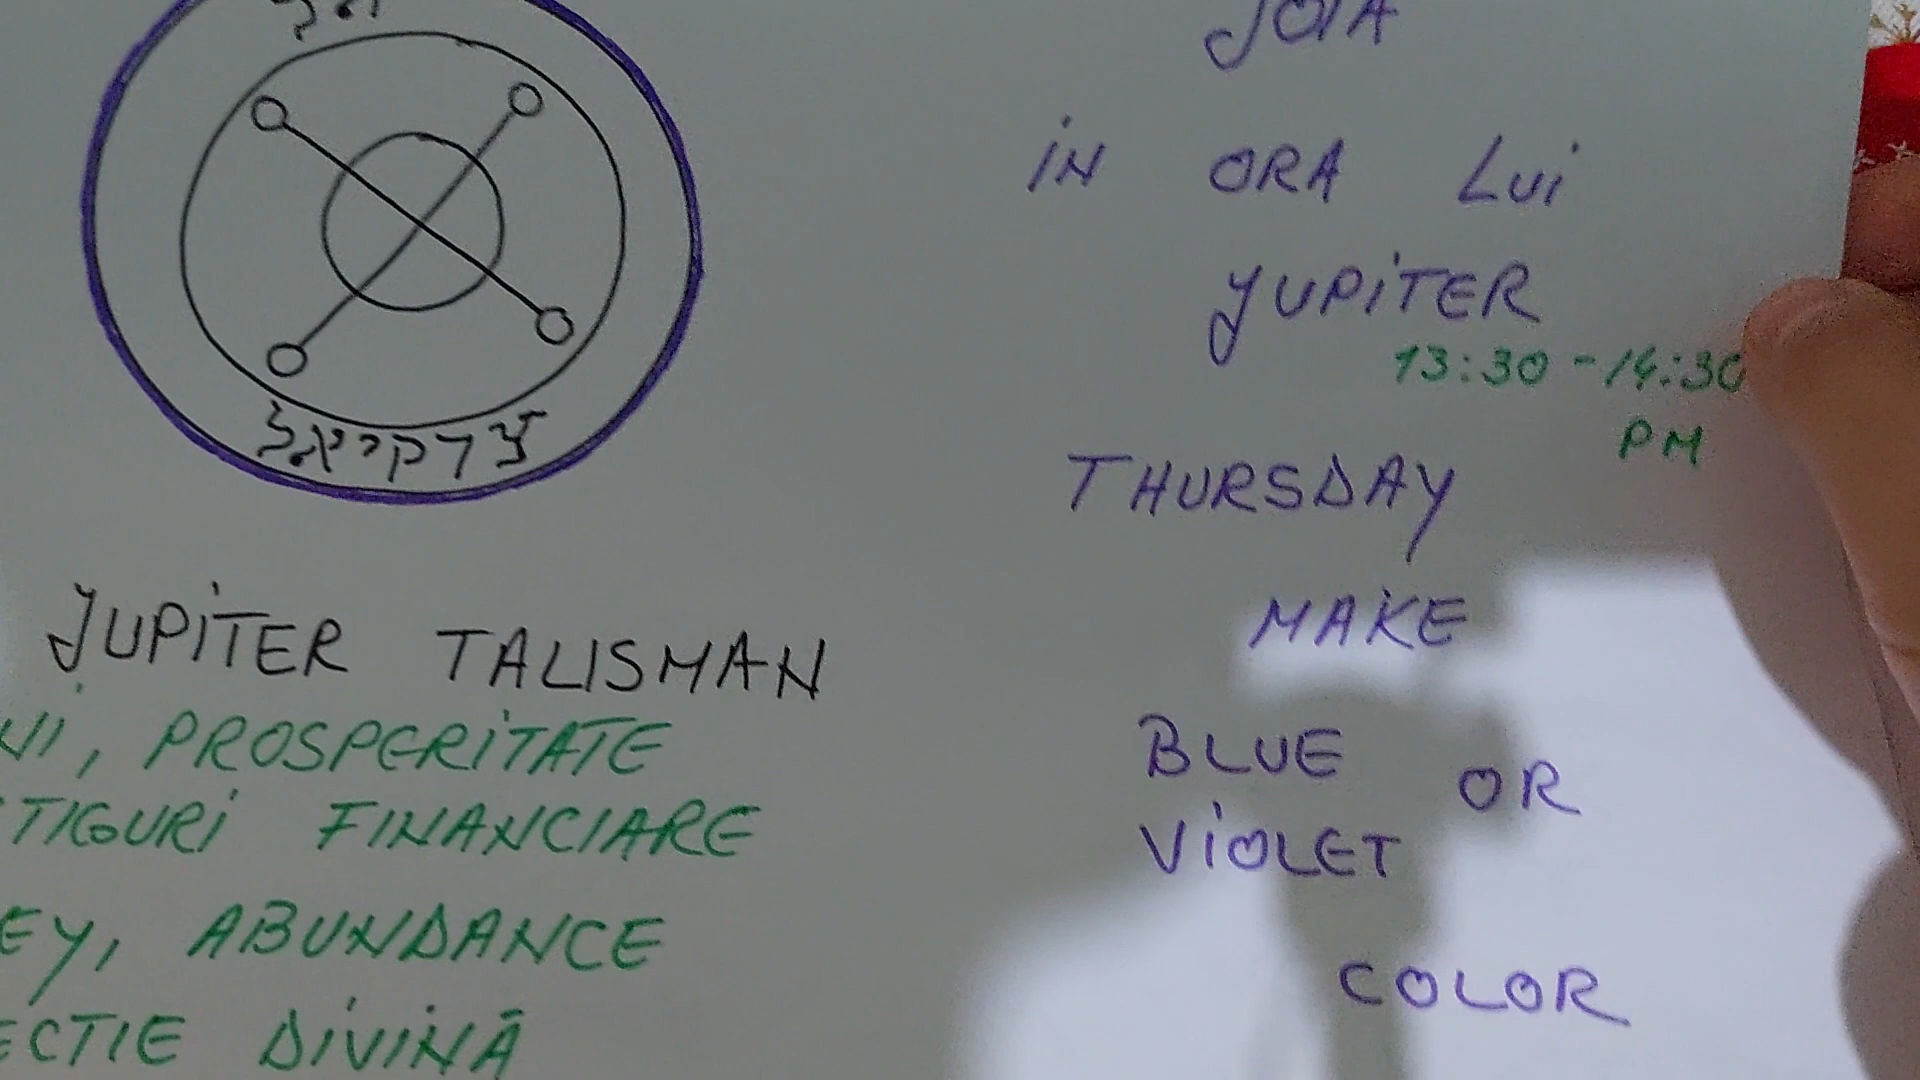 JOIA
IN ORA LUI
JUPITER
13:30 - 14:30
PM
THURSDAY
MAKE
BLUE OR
VIOLET
COLOR
JUPITER TALISMAN
PROSPERITATE
FINANCIARE
ABUNDANCE
DIVINĂ